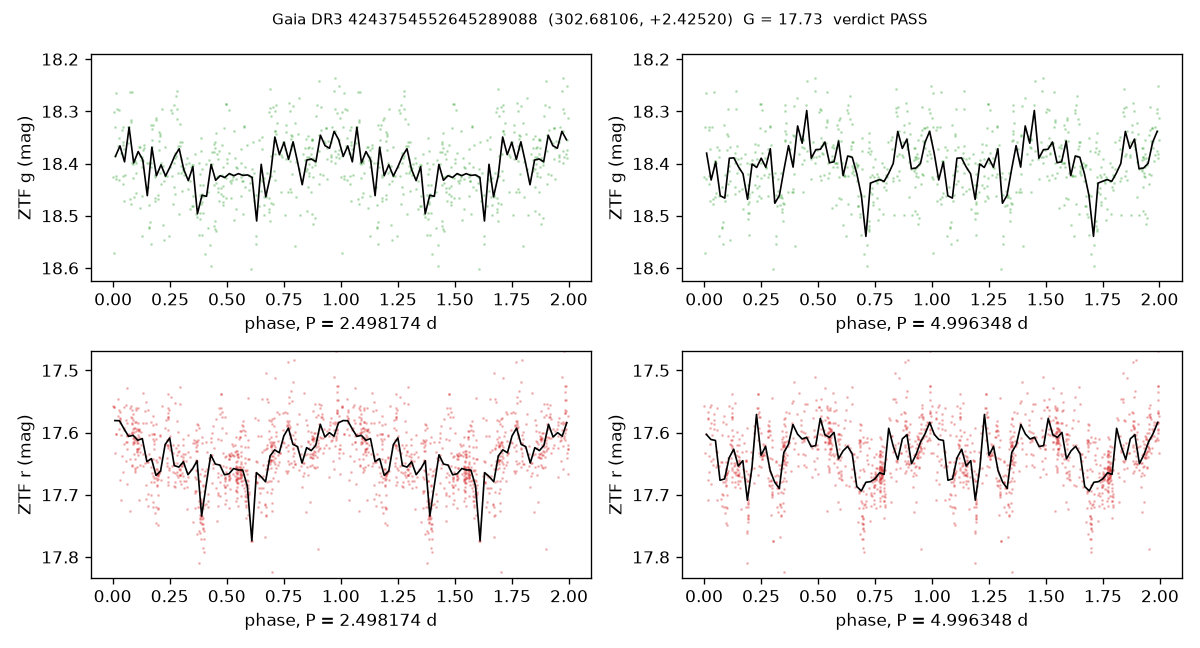 Gaia DR3 4243754552645289088  (302.68106, +2.42520)  G = 17.73  verdict PASS
ZTF g (mag)
18.2
18.3
18.4
18.5
18.6
0.00 0.25 0.50 0.75 1.00 1.25 1.50 1.75 2.00
phase, P = 2.498174 d
ZTF g (mag)
18.2
18.3
18.4
18.5
18.6
0.00 0.25 0.50 0.75 1.00 1.25 1.50 1.75 2.00
phase, P = 4.996348 d
ZTF r (mag)
17.5
17.6
17.7
17.8
0.00 0.25 0.50 0.75 1.00 1.25 1.50 1.75 2.00
phase, P = 2.498174 d
ZTF r (mag)
17.5
17.6
17.7
17.8
0.00 0.25 0.50 0.75 1.00 1.25 1.50 1.75 2.00
phase, P = 4.996348 d